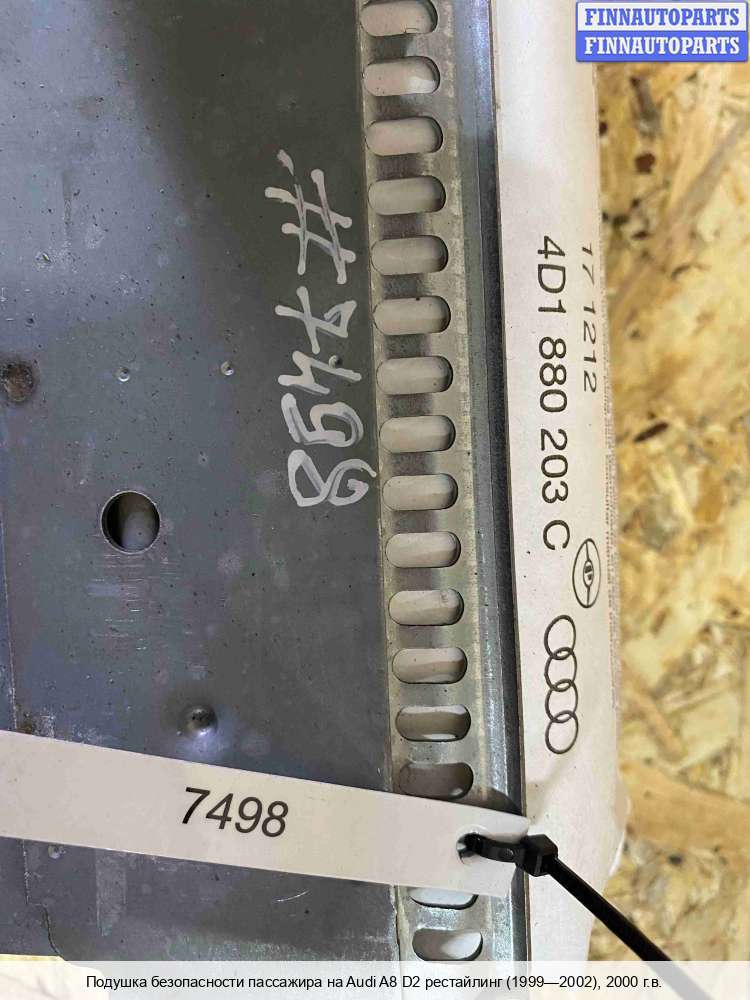 FINNAUTOPARTS
FINNAUTOPARTS
#7498
17 1212
4D1 880 203 C
7498
Подушка безопасности пассажира на Audi A8 D2 рестайлинг (1999—2002), 2000 г.в.